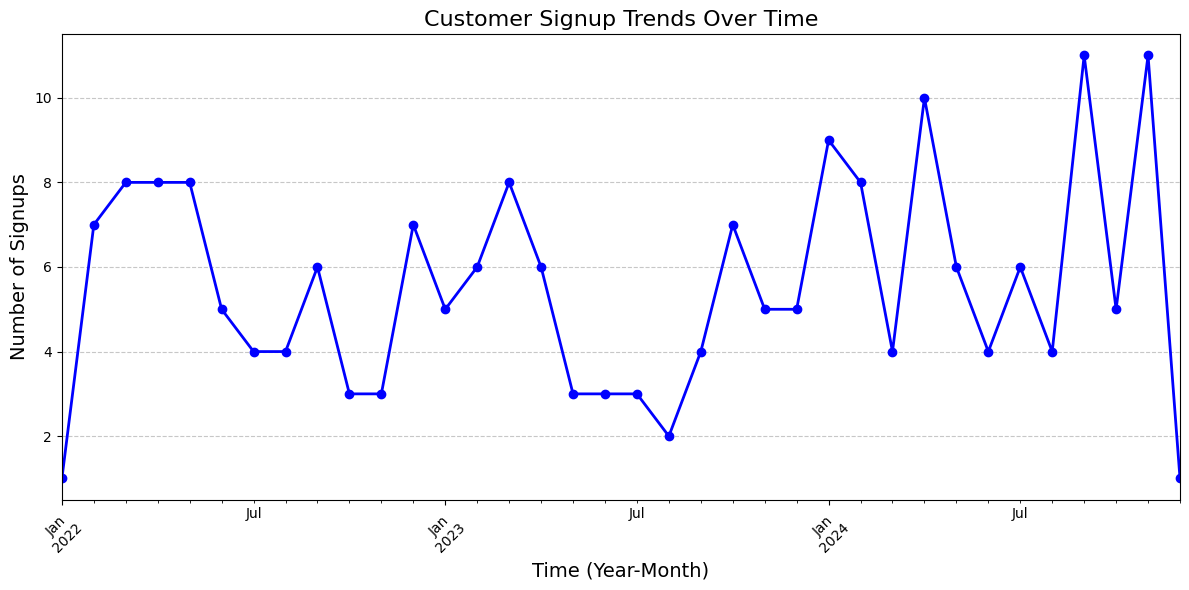 Customer Signup Trends Over Time
Number of Signups
10
8
6
4
2
Jan
2022
Jul
Jan
2023
Jul
Jan
2024
Jul
Time (Year-Month)